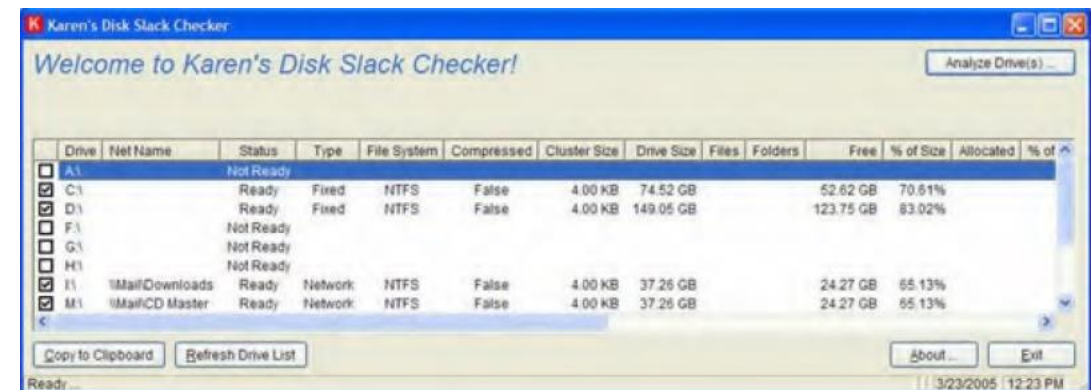 Karen's Disk Slack Checker
Welcome to Karen's Disk Slack Checker!
Analyze Drive(s) ...
Drive Net Name Status Type File System Compressed Cluster Size Drive Size Files Folders Free % of Size Allocated % of
A:\ Not Ready
C:\ Ready Fixed NTFS False 4.00 KB 74.52 GB 52.62 GB 70.61%
D:\ Ready Fixed NTFS False 4.00 KB 149.05 GB 123.75 GB 83.02%
F:\ Not Ready
G:\ Not Ready
H:\ Not Ready
I:\ \\Mail\Downloads Ready Network NTFS False 4.00 KB 37.26 GB 24.27 GB 65.13%
M:\ \\Mail\CD Master Ready Network NTFS False 4.00 KB 37.26 GB 24.27 GB 65.13%
Copy to Clipboard Refresh Drive List About ... Exit
Ready ... 3/23/2005 12:23 PM